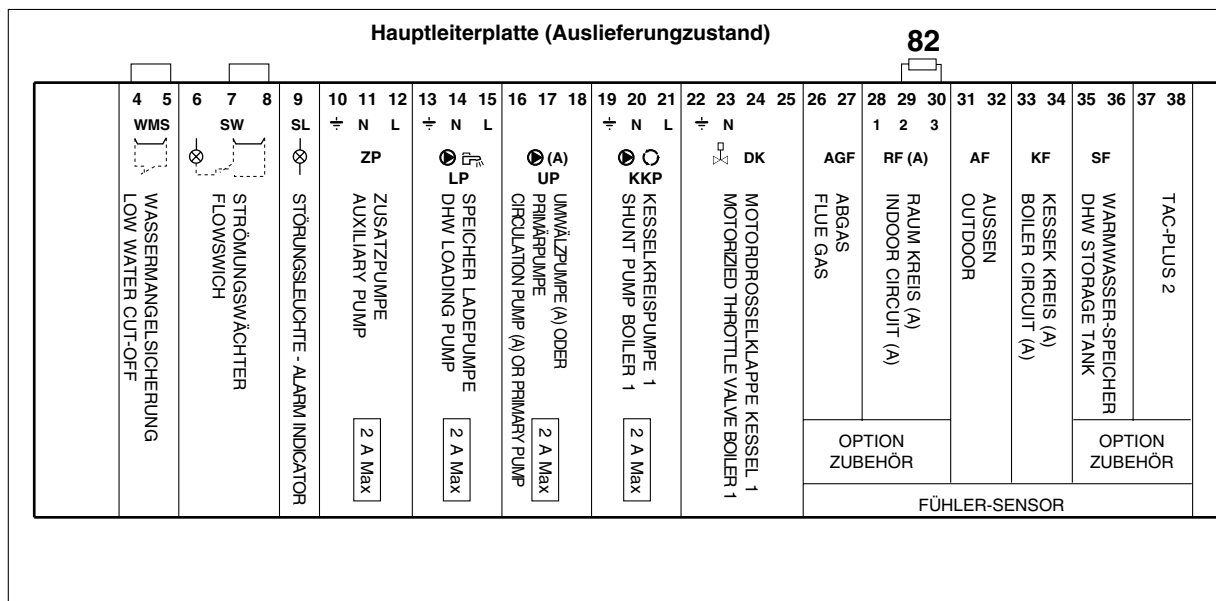 Hauptleiterplatte (Auslieferungzustand)
82
4 5 6 7 8 9 10 11 12 13 14 15 16 17 18 19 20 21 22 23 24 25 26 27 28 29 30 31 32 33 34 35 36 37 38
WMS SW SL N L N L N L N 1 2 3
ZP (A) DK AGF RF (A) AF KF SF
LP UP KKP
WASSERMANGELSICHERUNG
LOW WATER CUT-OFF
STRÖMUNGSWÄCHTER
FLOWSWICH
STÖRUNGSLEUCHTE - ALARM INDICATOR
ZUSATZPUMPE
AUXILIARY PUMP
2 A Max
SPEICHER LADEPUMPE
DHW LOADING PUMP
2 A Max
UMWÄLZPUMPE (A) ODER
PRIMÄRPUMPE
CIRCULATION PUMP (A) OR PRIMARY PUMP
2 A Max
KESSELKREISPUMPE 1
SHUNT PUMP BOILER 1
2 A Max
MOTORDROSSELKLAPPE KESSEL 1
MOTORIZIED THROTTLE VALVE BOILER 1
ABGAS
FLUE GAS
RAUM KREIS (A)
INDOOR CIRCUIT (A)
AUSSEN
OUTDOOR
KESSEK KREIS (A)
BOILER CIRCUIT (A)
WARMWASSER-SPEICHER
DHW STORAGE TANK
TAC-PLUS 2
OPTION
ZUBEHÖR
OPTION
ZUBEHÖR
FÜHLER-SENSOR